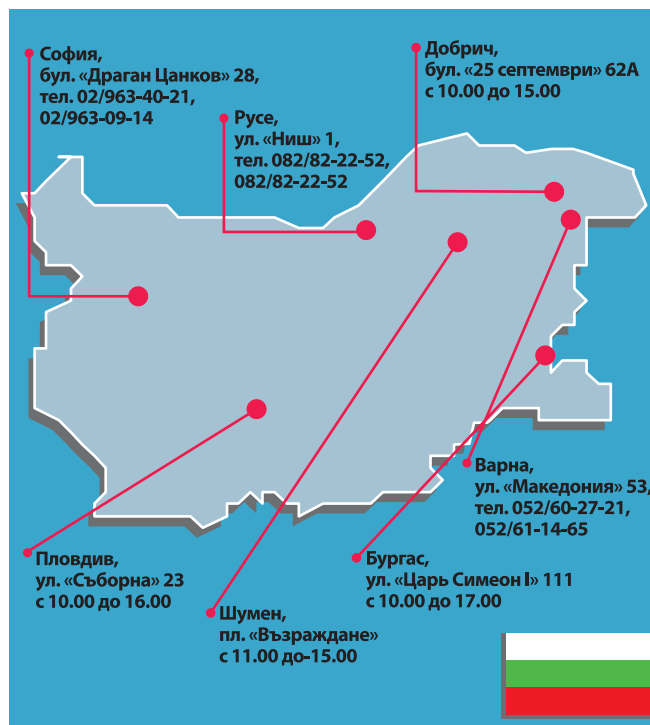 София,
бул. «Драган Цанков» 28,
тел. 02/963-40-21,
02/963-09-14
Русе,
ул. «Ниш» 1,
тел. 082/82-22-52,
082/82-22-52
Добрич,
бул. «25 септември» 62А
с 10.00 до 15.00
Варна,
ул. «Македония» 53,
тел. 052/60-27-21,
052/61-14-65
Пловдив,
ул. «Съборна» 23
с 10.00 до 16.00
Бургас,
ул. «Царь Симеон I» 111
с 10.00 до 17.00
Шумен,
пл. «Възраждане»
с 11.00 до-15.00